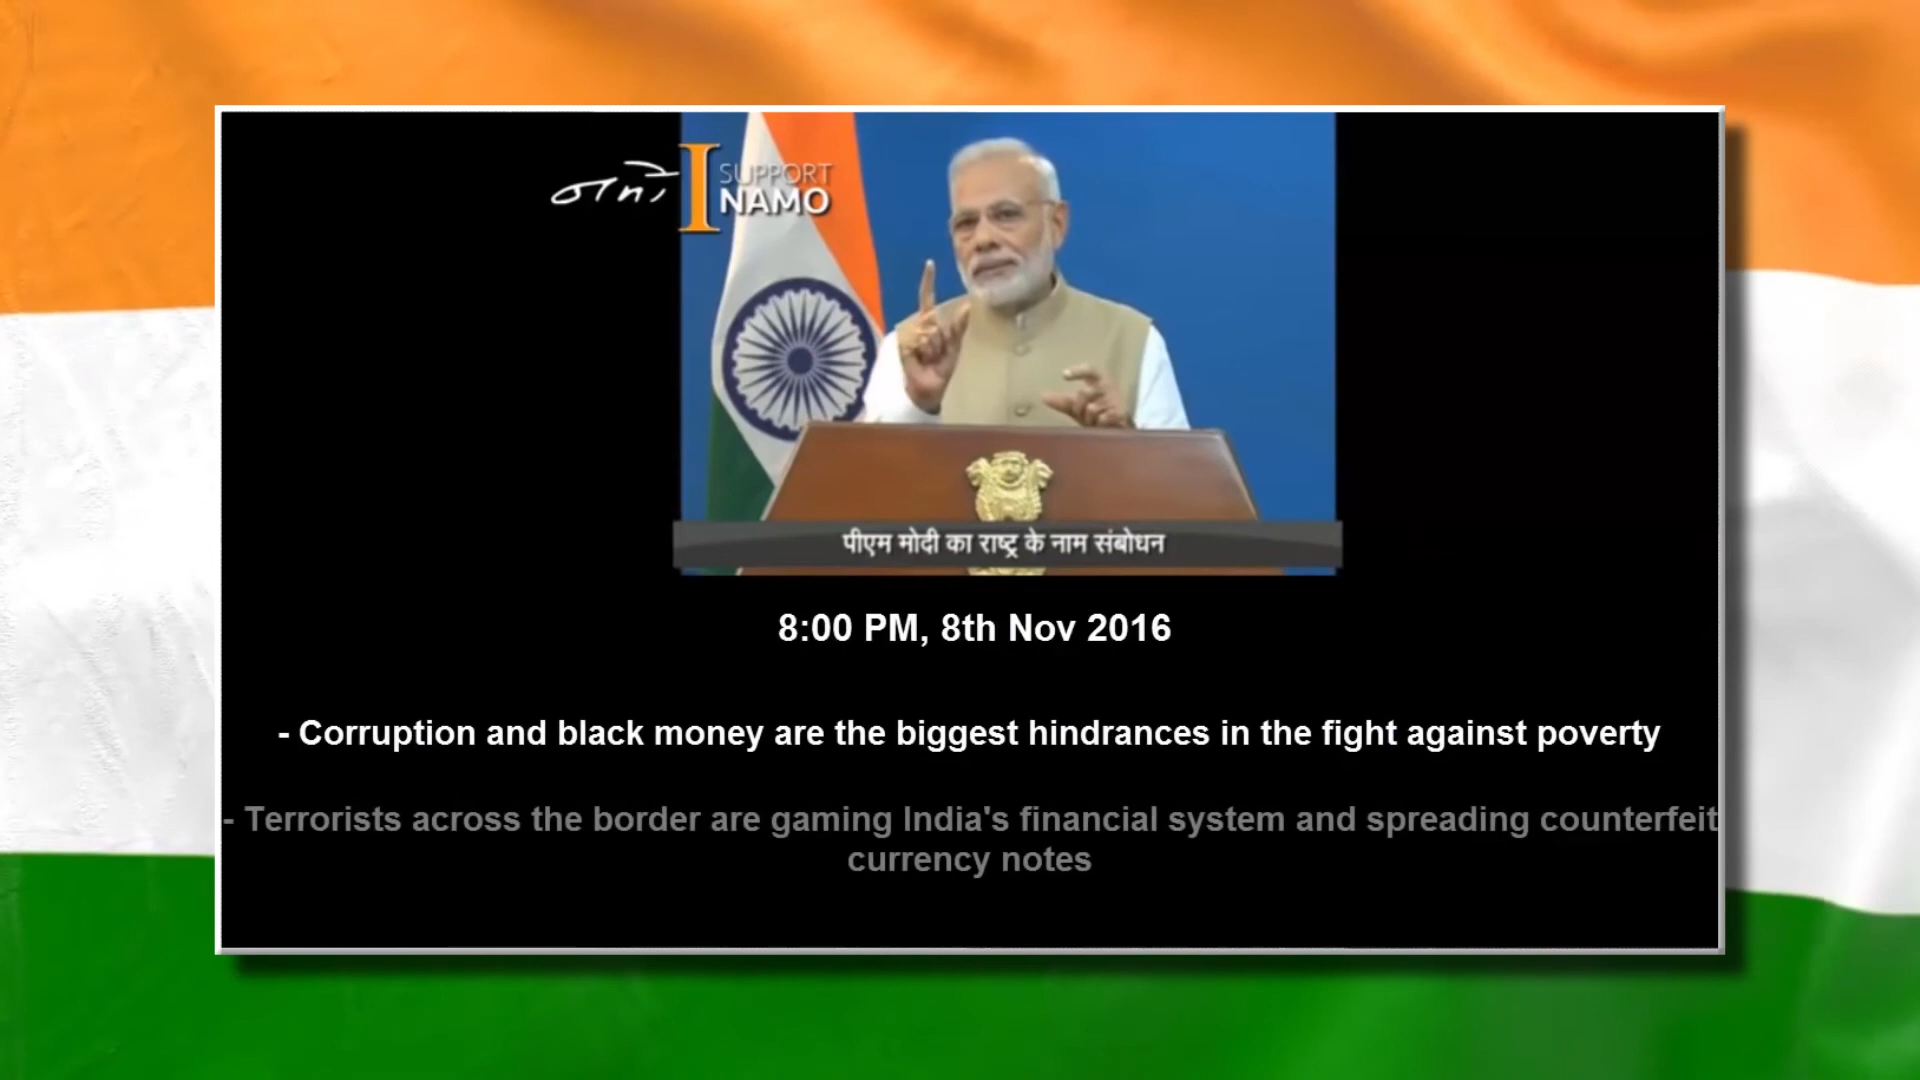 नमो
I SUPPORT
NAMO
पीएम मोदी का राष्ट्र के नाम संबोधन
8:00 PM, 8th Nov 2016
- Corruption and black money are the biggest hindrances in the fight against poverty
- Terrorists across the border are gaming India's financial system and spreading counterfeit
currency notes